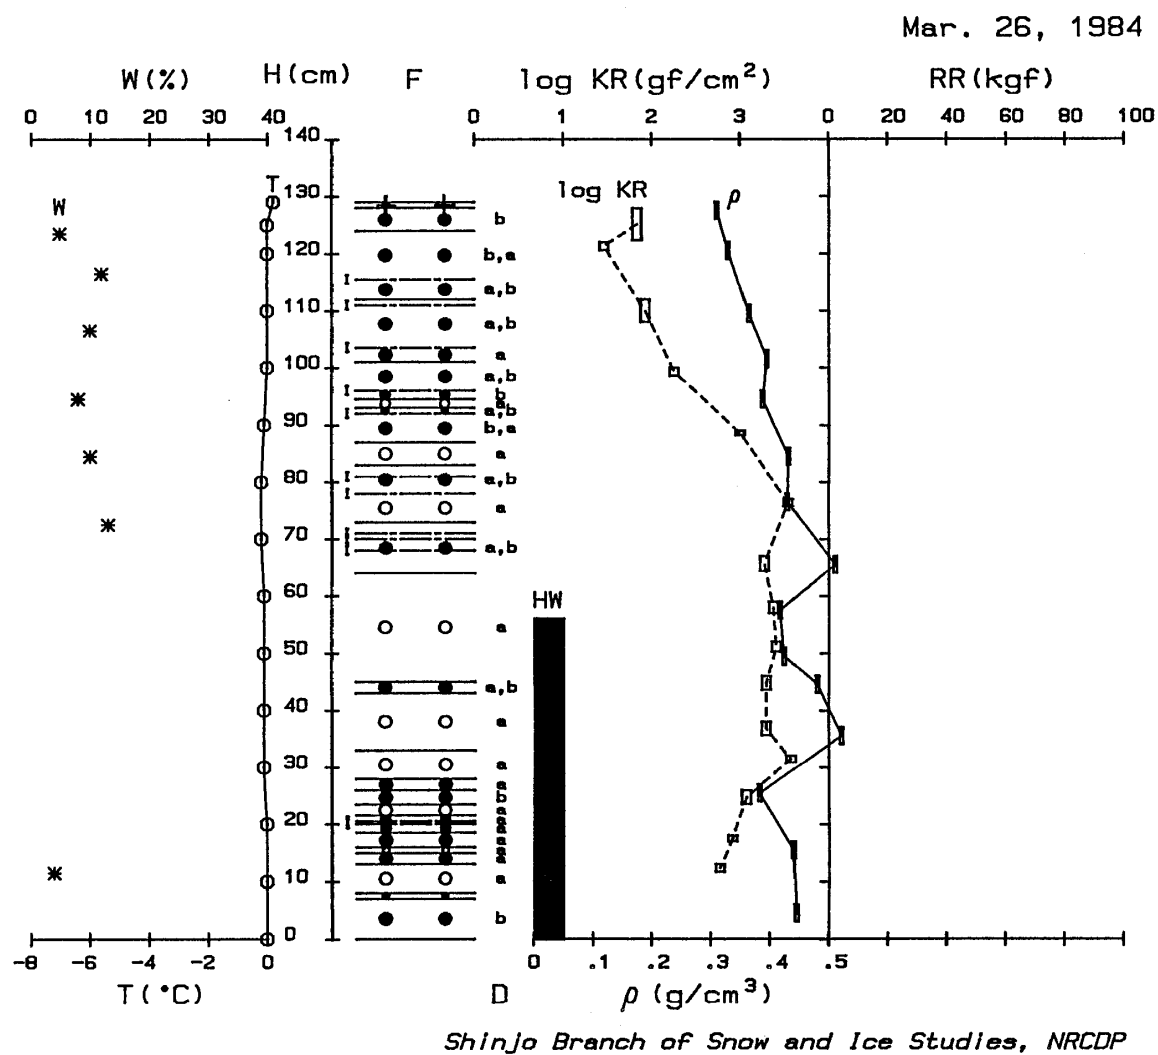 Mar. 26, 1984
W(%) H(cm) F log KR(gf/cm²) RR(kgf)
0 10 20 30 40 0 1 2 3 0 20 40 60 80 100
140
T 130 log KR ρ
W
b
120 b,a
I a,b
110 I
a,b
I a
100
a,b
I b
I a,b
90 b,a
a
80 I a,b
I
a
70 I
a,b
60 HW
a
50
a,b
40
a
30 a
a
b
a
20 I
a
10 a
b
0
-8 -6 -4 -2 0 0 .1 .2 .3 .4 .5
T(°C) D ρ (g/cm³)
Shinjo Branch of Snow and Ice Studies, NRCDP